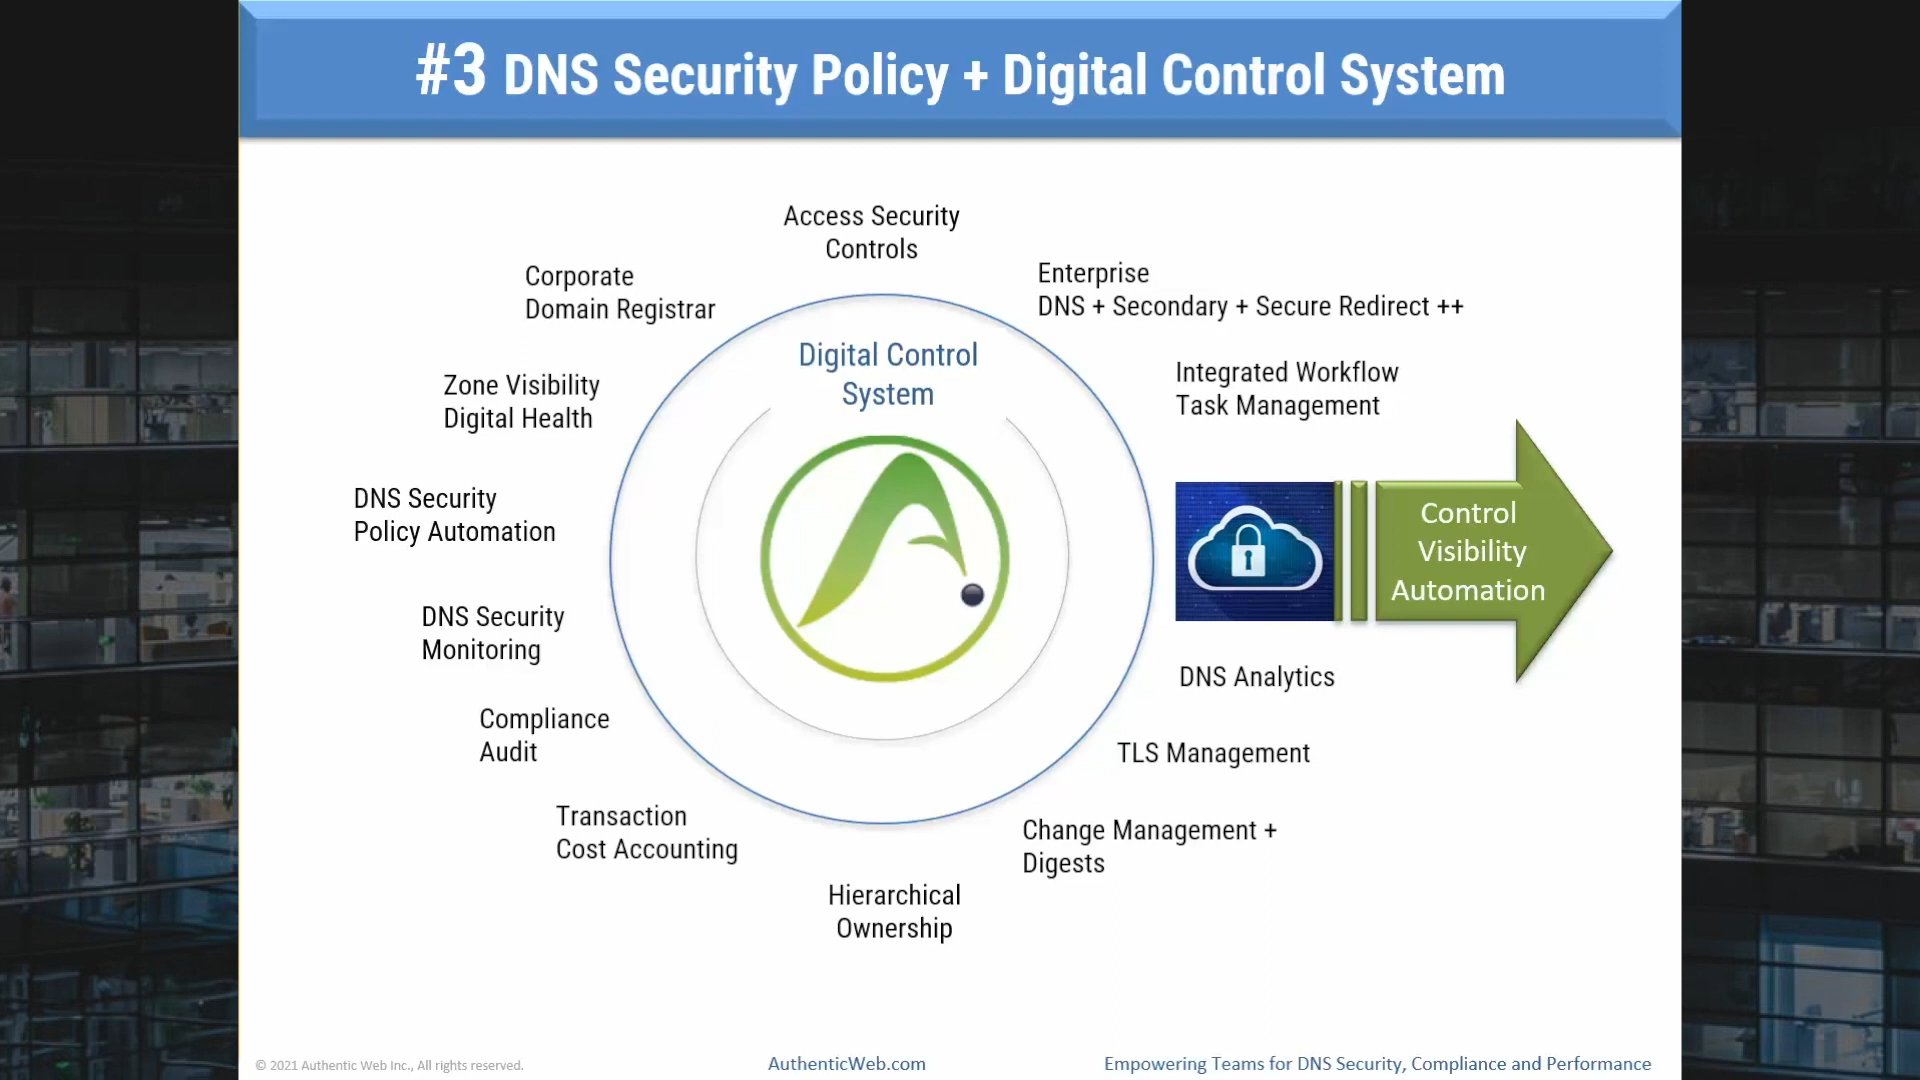 #3 DNS Security Policy + Digital Control System
Access Security
Controls
Corporate
Domain Registrar
Enterprise
DNS + Secondary + Secure Redirect ++
Digital Control
System
Zone Visibility
Digital Health
Integrated Workflow
Task Management
DNS Security
Policy Automation
Control
Visibility
Automation
DNS Security
Monitoring
DNS Analytics
Compliance
Audit
TLS Management
Transaction
Cost Accounting
Change Management +
Digests
Hierarchical
Ownership
© 2021 Authentic Web Inc., All rights reserved.
AuthenticWeb.com
Empowering Teams for DNS Security, Compliance and Performance